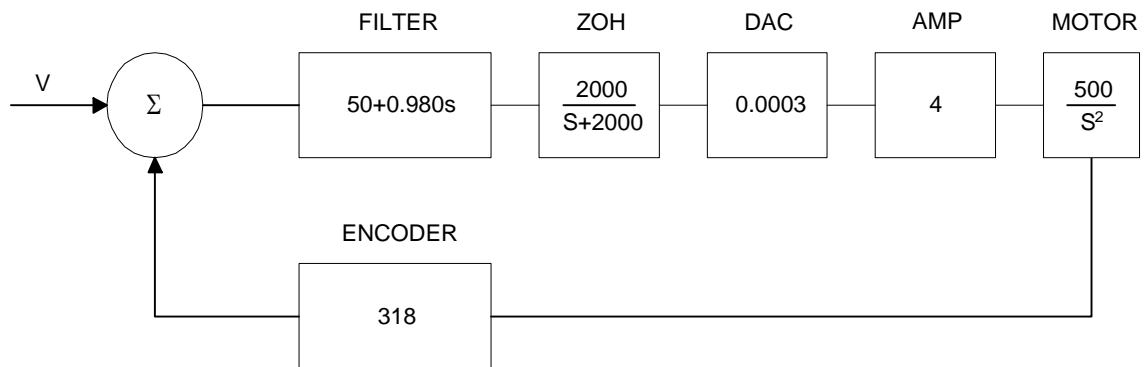 FILTER ZOH DAC AMP MOTOR
V
Σ
50+0.980s
2000
S+2000
0.0003
4
500
S²
ENCODER
318